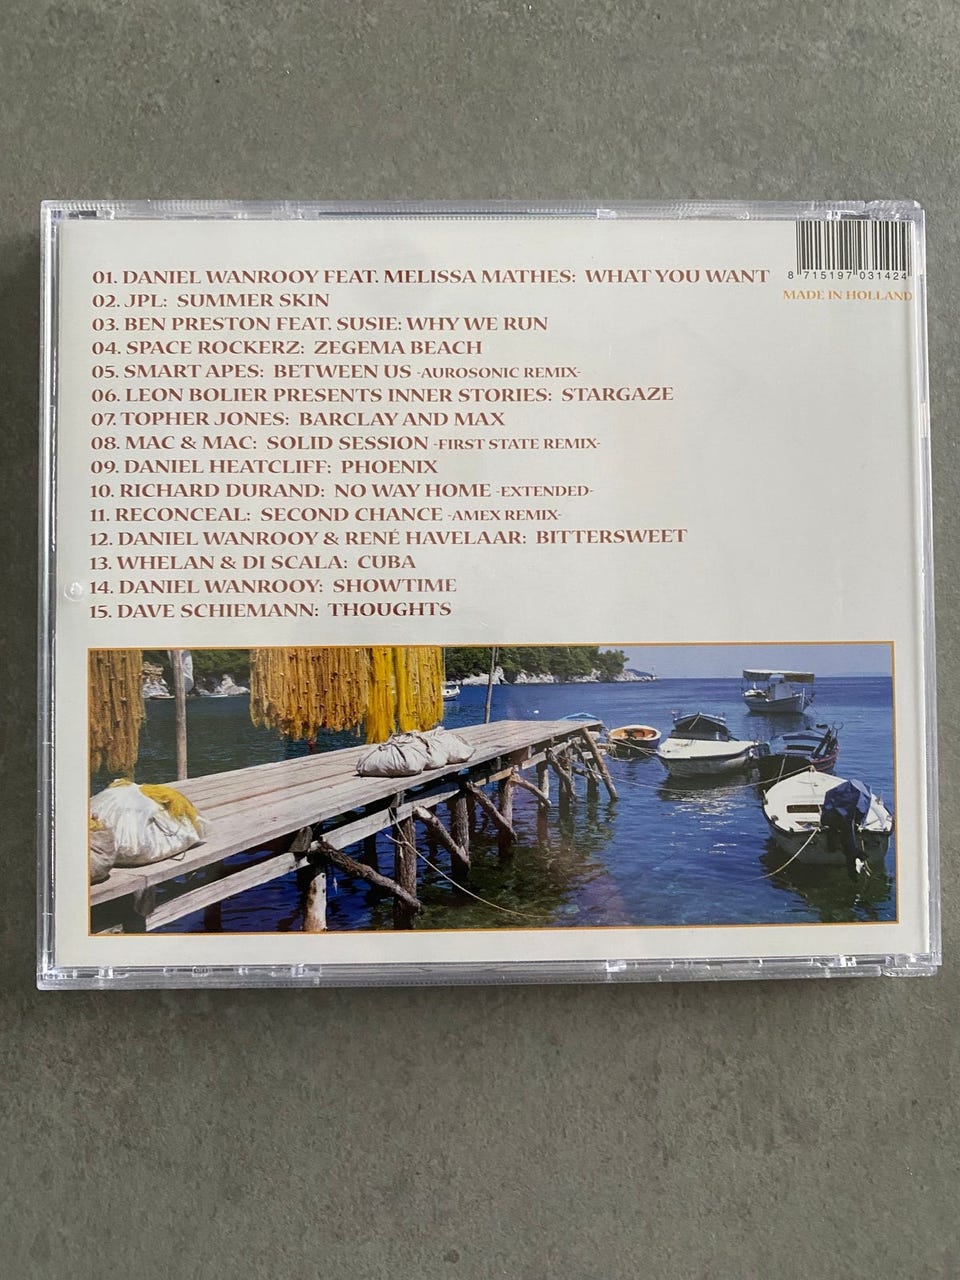 01. DANIEL WANROOY FEAT. MELISSA MATHES: WHAT YOU WANT
02. JPL: SUMMER SKIN
03. BEN PRESTON FEAT. SUSIE: WHY WE RUN
04. SPACE ROCKERZ: ZEGEMA BEACH
05. SMART APES: BETWEEN US -AUROSONIC REMIX-
06. LEON BOLIER PRESENTS INNER STORIES: STARGAZE
07. TOPHER JONES: BARCLAY AND MAX
08. MAC & MAC: SOLID SESSION -FIRST STATE REMIX-
09. DANIEL HEATCLIFF: PHOENIX
10. RICHARD DURAND: NO WAY HOME -EXTENDED-
11. RECONCEAL: SECOND CHANCE -AMEX REMIX-
12. DANIEL WANROOY & RENÉ HAVELAAR: BITTERSWEET
13. WHELAN & DI SCALA: CUBA
14. DANIEL WANROOY: SHOWTIME
15. DAVE SCHIEMANN: THOUGHTS
8 715197 031424
MADE IN HOLLAND